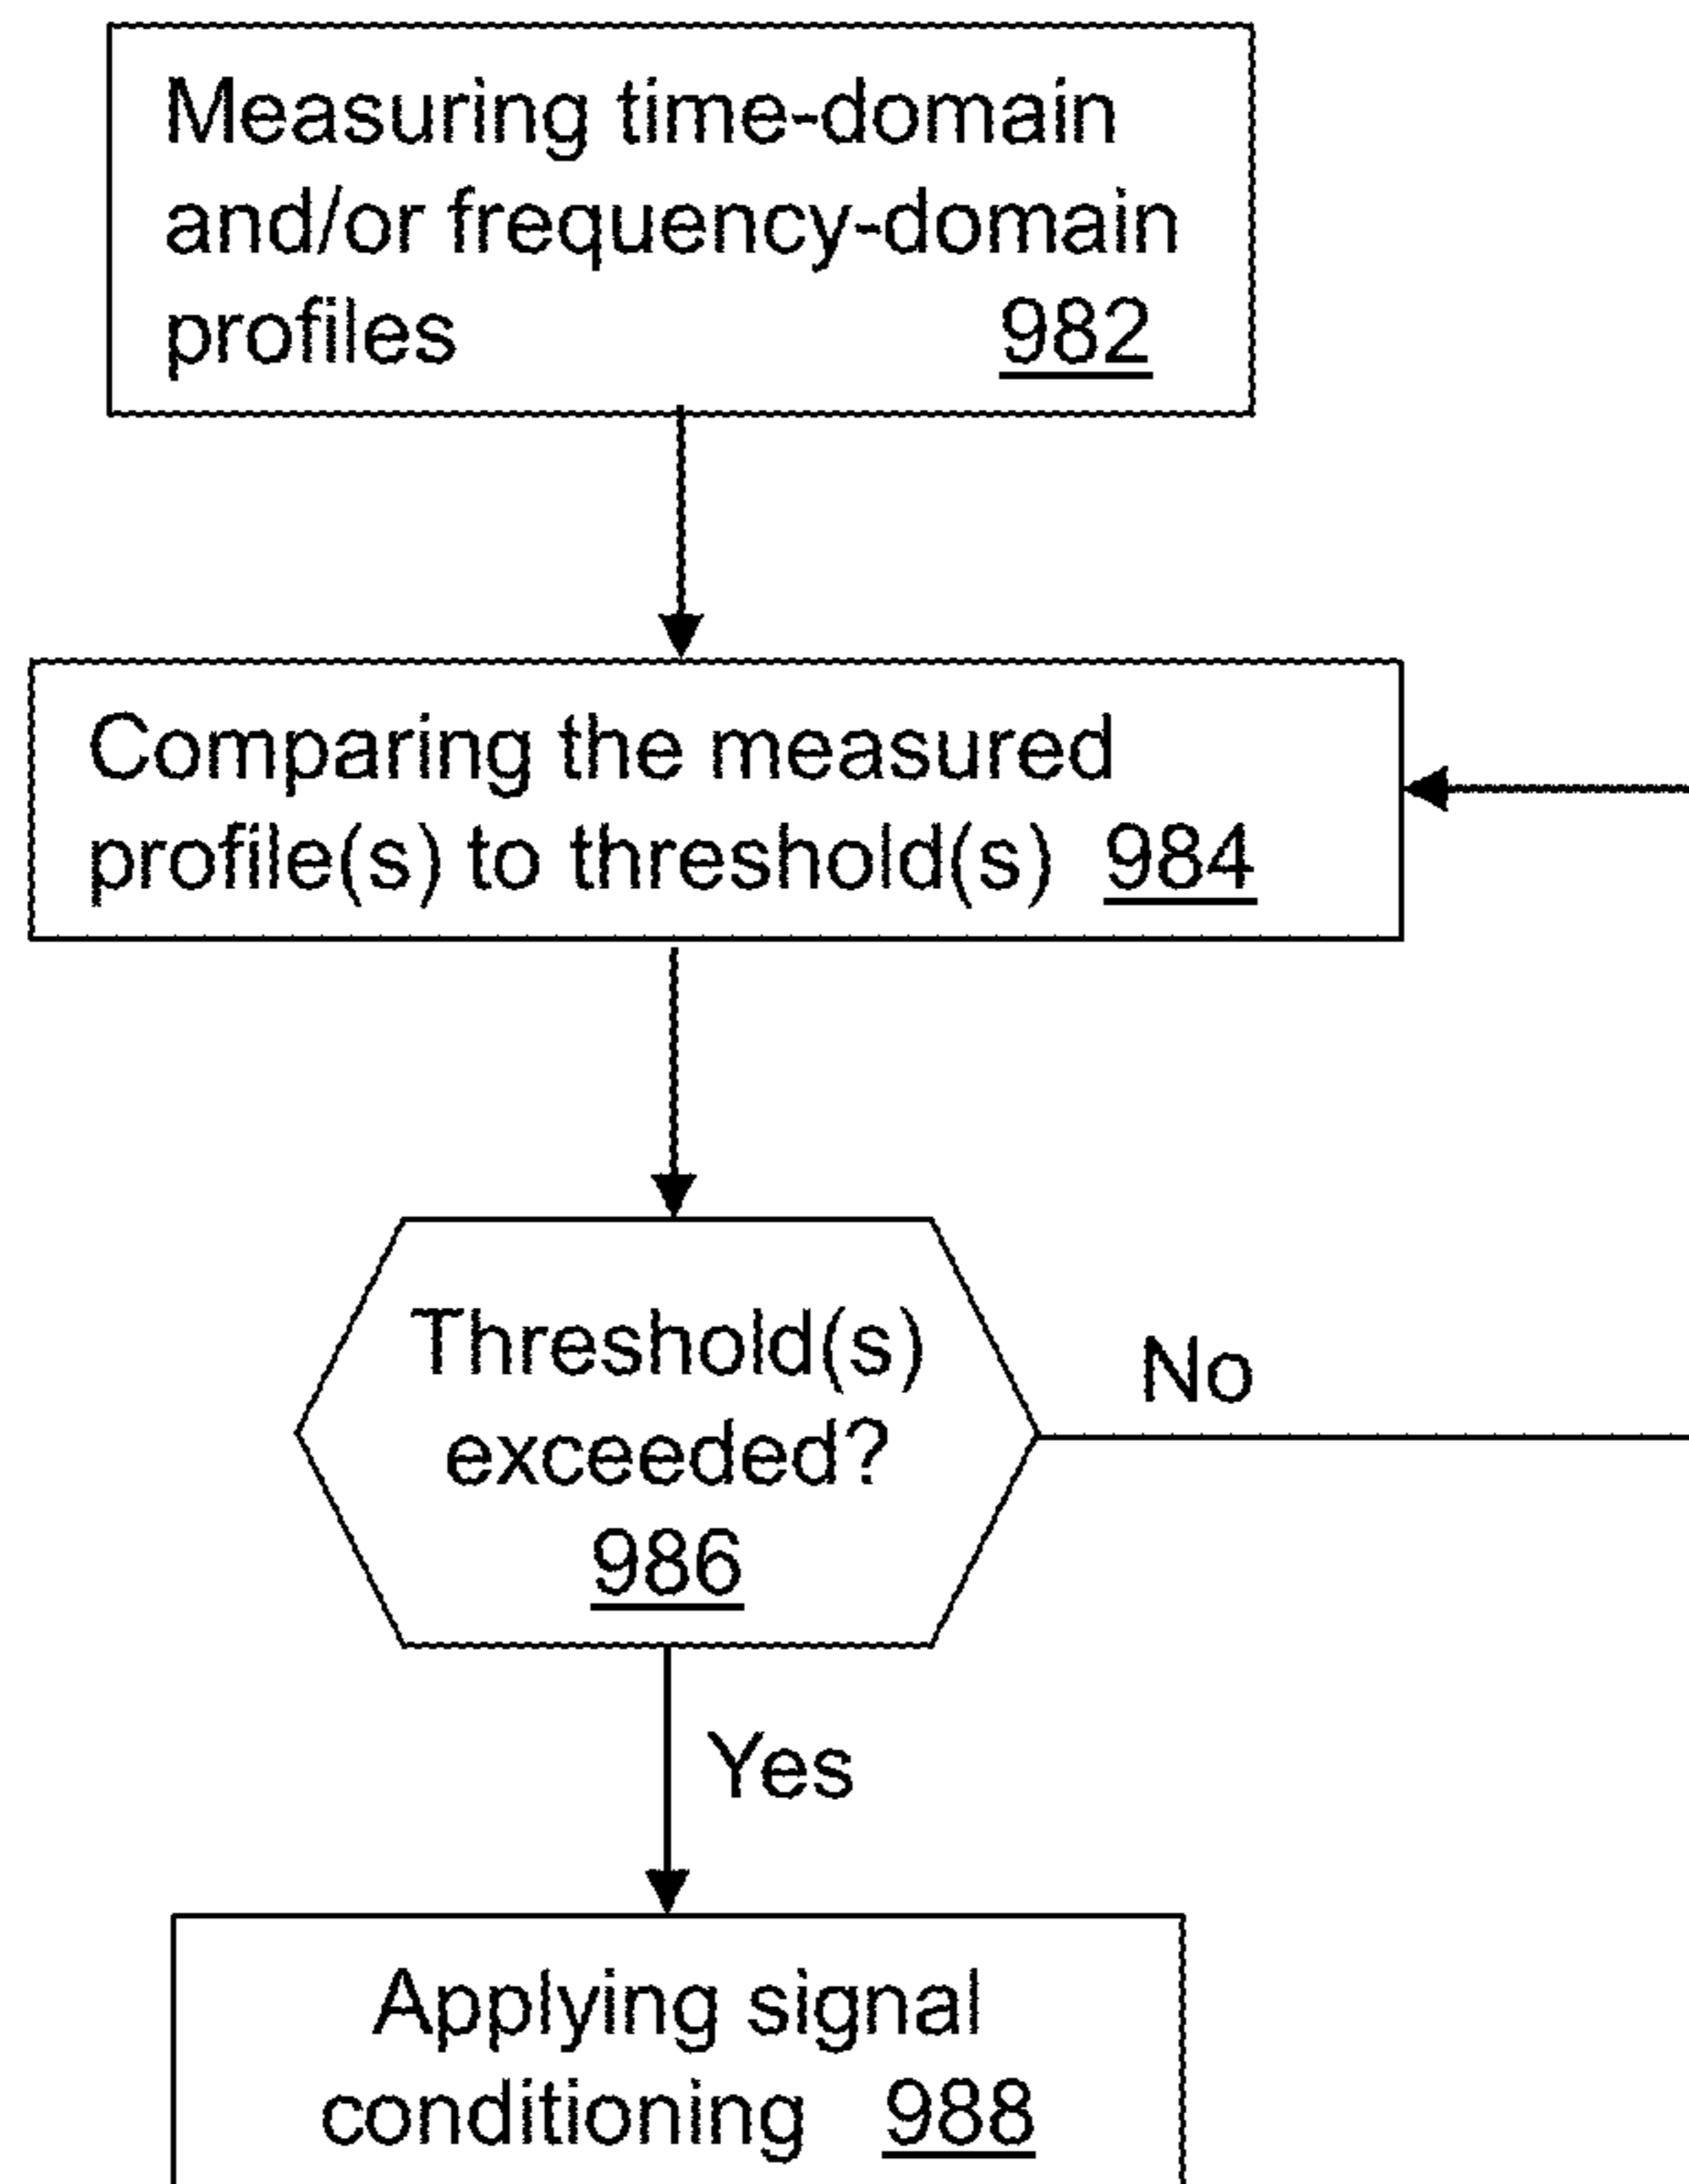 Measuring time-domain
and/or frequency-domain
profiles 982
Comparing the measured
profile(s) to threshold(s) 984
Threshold(s)
exceeded?
986
No
Yes
Applying signal
conditioning 988